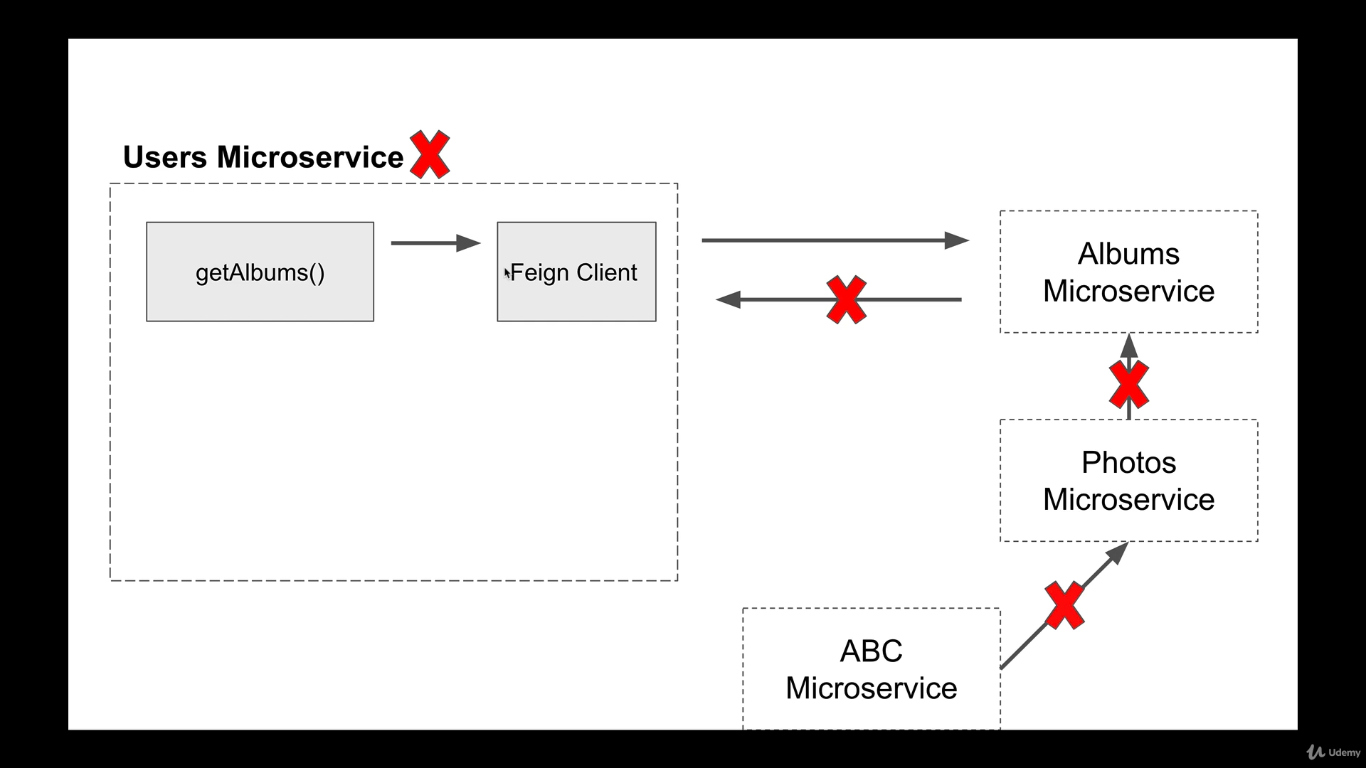 Users Microservice
getAlbums()
Feign Client
Albums
Microservice
Photos
Microservice
ABC
Microservice
Udemy